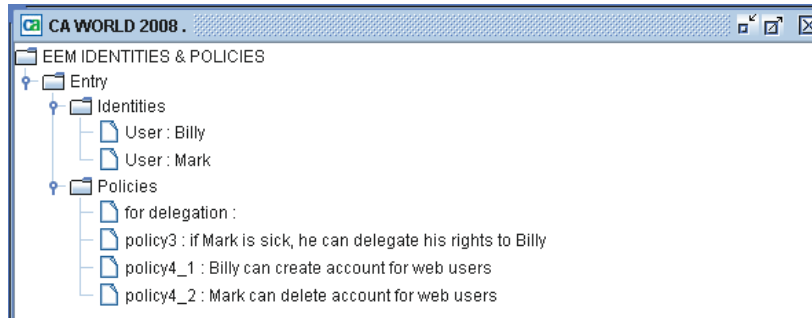 ca CA WORLD 2008 .
EEM IDENTITIES & POLICIES
Entry
Identities
User : Billy
User : Mark
Policies
for delegation :
policy3 : if Mark is sick, he can delegate his rights to Billy
policy4_1 : Billy can create account for web users
policy4_2 : Mark can delete account for web users